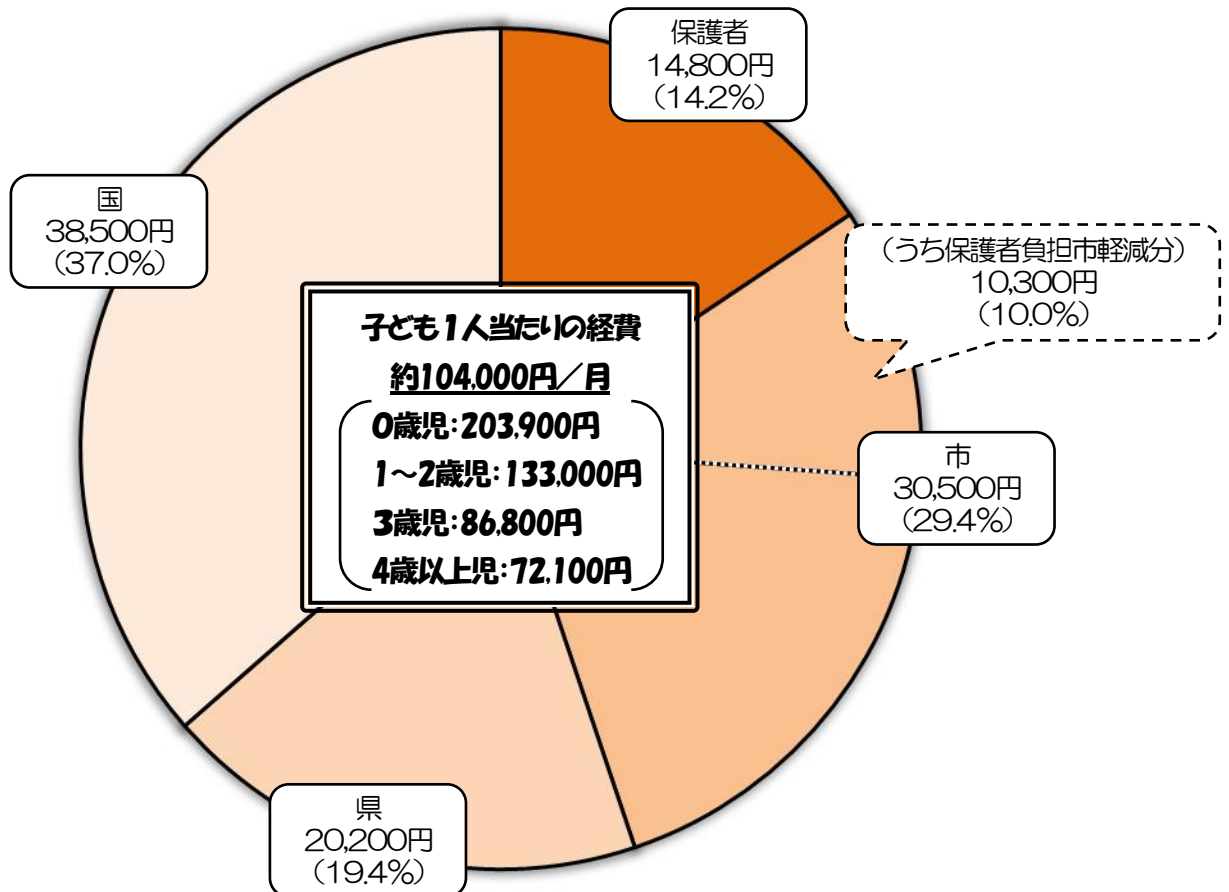 保護者
14,800円
(14.2%)
国
38,500円
(37.0%)
(うち保護者負担市軽減分)
10,300円
(10.0%)
子ども1人当たりの経費
約104,000円/月
0歳児:203,900円
1~2歳児:133,000円
3歳児:86,800円
4歳以上児:72,100円
市
30,500円
(29.4%)
県
20,200円
(19.4%)